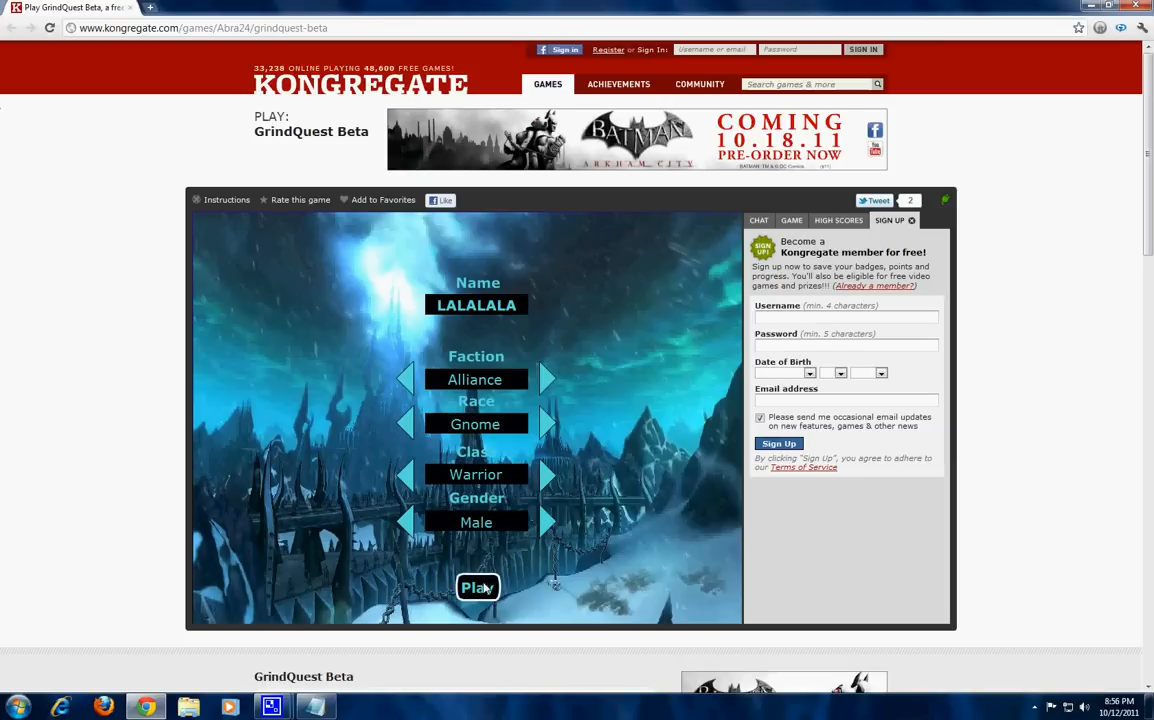 Play GrindQuest Beta, a free
www.kongregate.com/games/Abra24/grindquest-beta
Sign in Register or Sign In: Username or email Password SIGN IN
33,238 ONLINE PLAYING 48,600 FREE GAMES!
KONGREGATE
GAMES ACHIEVEMENTS COMMUNITY Search games & more
PLAY:
GrindQuest Beta
BATMAN
ARKHAM CITY
COMING
10.18.11
PRE-ORDER NOW
Instructions Rate this game Add to Favorites Like Tweet 2
CHAT GAME HIGH SCORES SIGN UP
Name
LALALALA
Faction
Alliance
Race
Gnome
Clas
Warrior
Gender
Male
Play
SIGN UP!
Become a
Kongregate member for free!
Sign up now to save your badges, points and
progress. You'll also be eligible for free video
games and prizes!!! (Already a member?)
Username (min. 4 characters)
Password (min. 5 characters)
Date of Birth
Email address
Please send me occasional email updates
on new features, games & other news
Sign Up
By clicking "Sign Up", you agree to adhere to
our Terms of Service
GrindQuest Beta
8:56 PM
10/12/2011